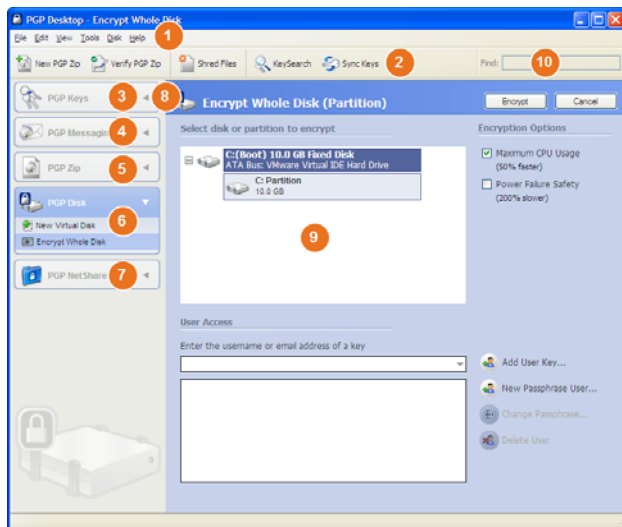 PGP Desktop - Encrypt Whole Disk
File Edit View Tools Disk Help 1
New PGP Zip Verify PGP Zip Shred Files KeySearch Sync Keys 2 Find: 10
PGP Keys 3
8 Encrypt Whole Disk (Partition) Encrypt Cancel
PGP Messaging 4
Select disk or partition to encrypt
Encryption Options
C:(Boot) 10.0 GB Fixed Disk
ATA Bus: VMware Virtual IDE Hard Drive
C: Partition
10.0 GB
Maximum CPU Usage
(50% faster)
Power Failure Safety
(200% slower)
PGP Zip 5
PGP Disk
New Virtual Disk 6
Encrypt Whole Disk
9
PGP NetShare 7
User Access
Enter the username or email address of a key
Add User Key...
New Passphrase User...
Change Passphrase...
Delete User